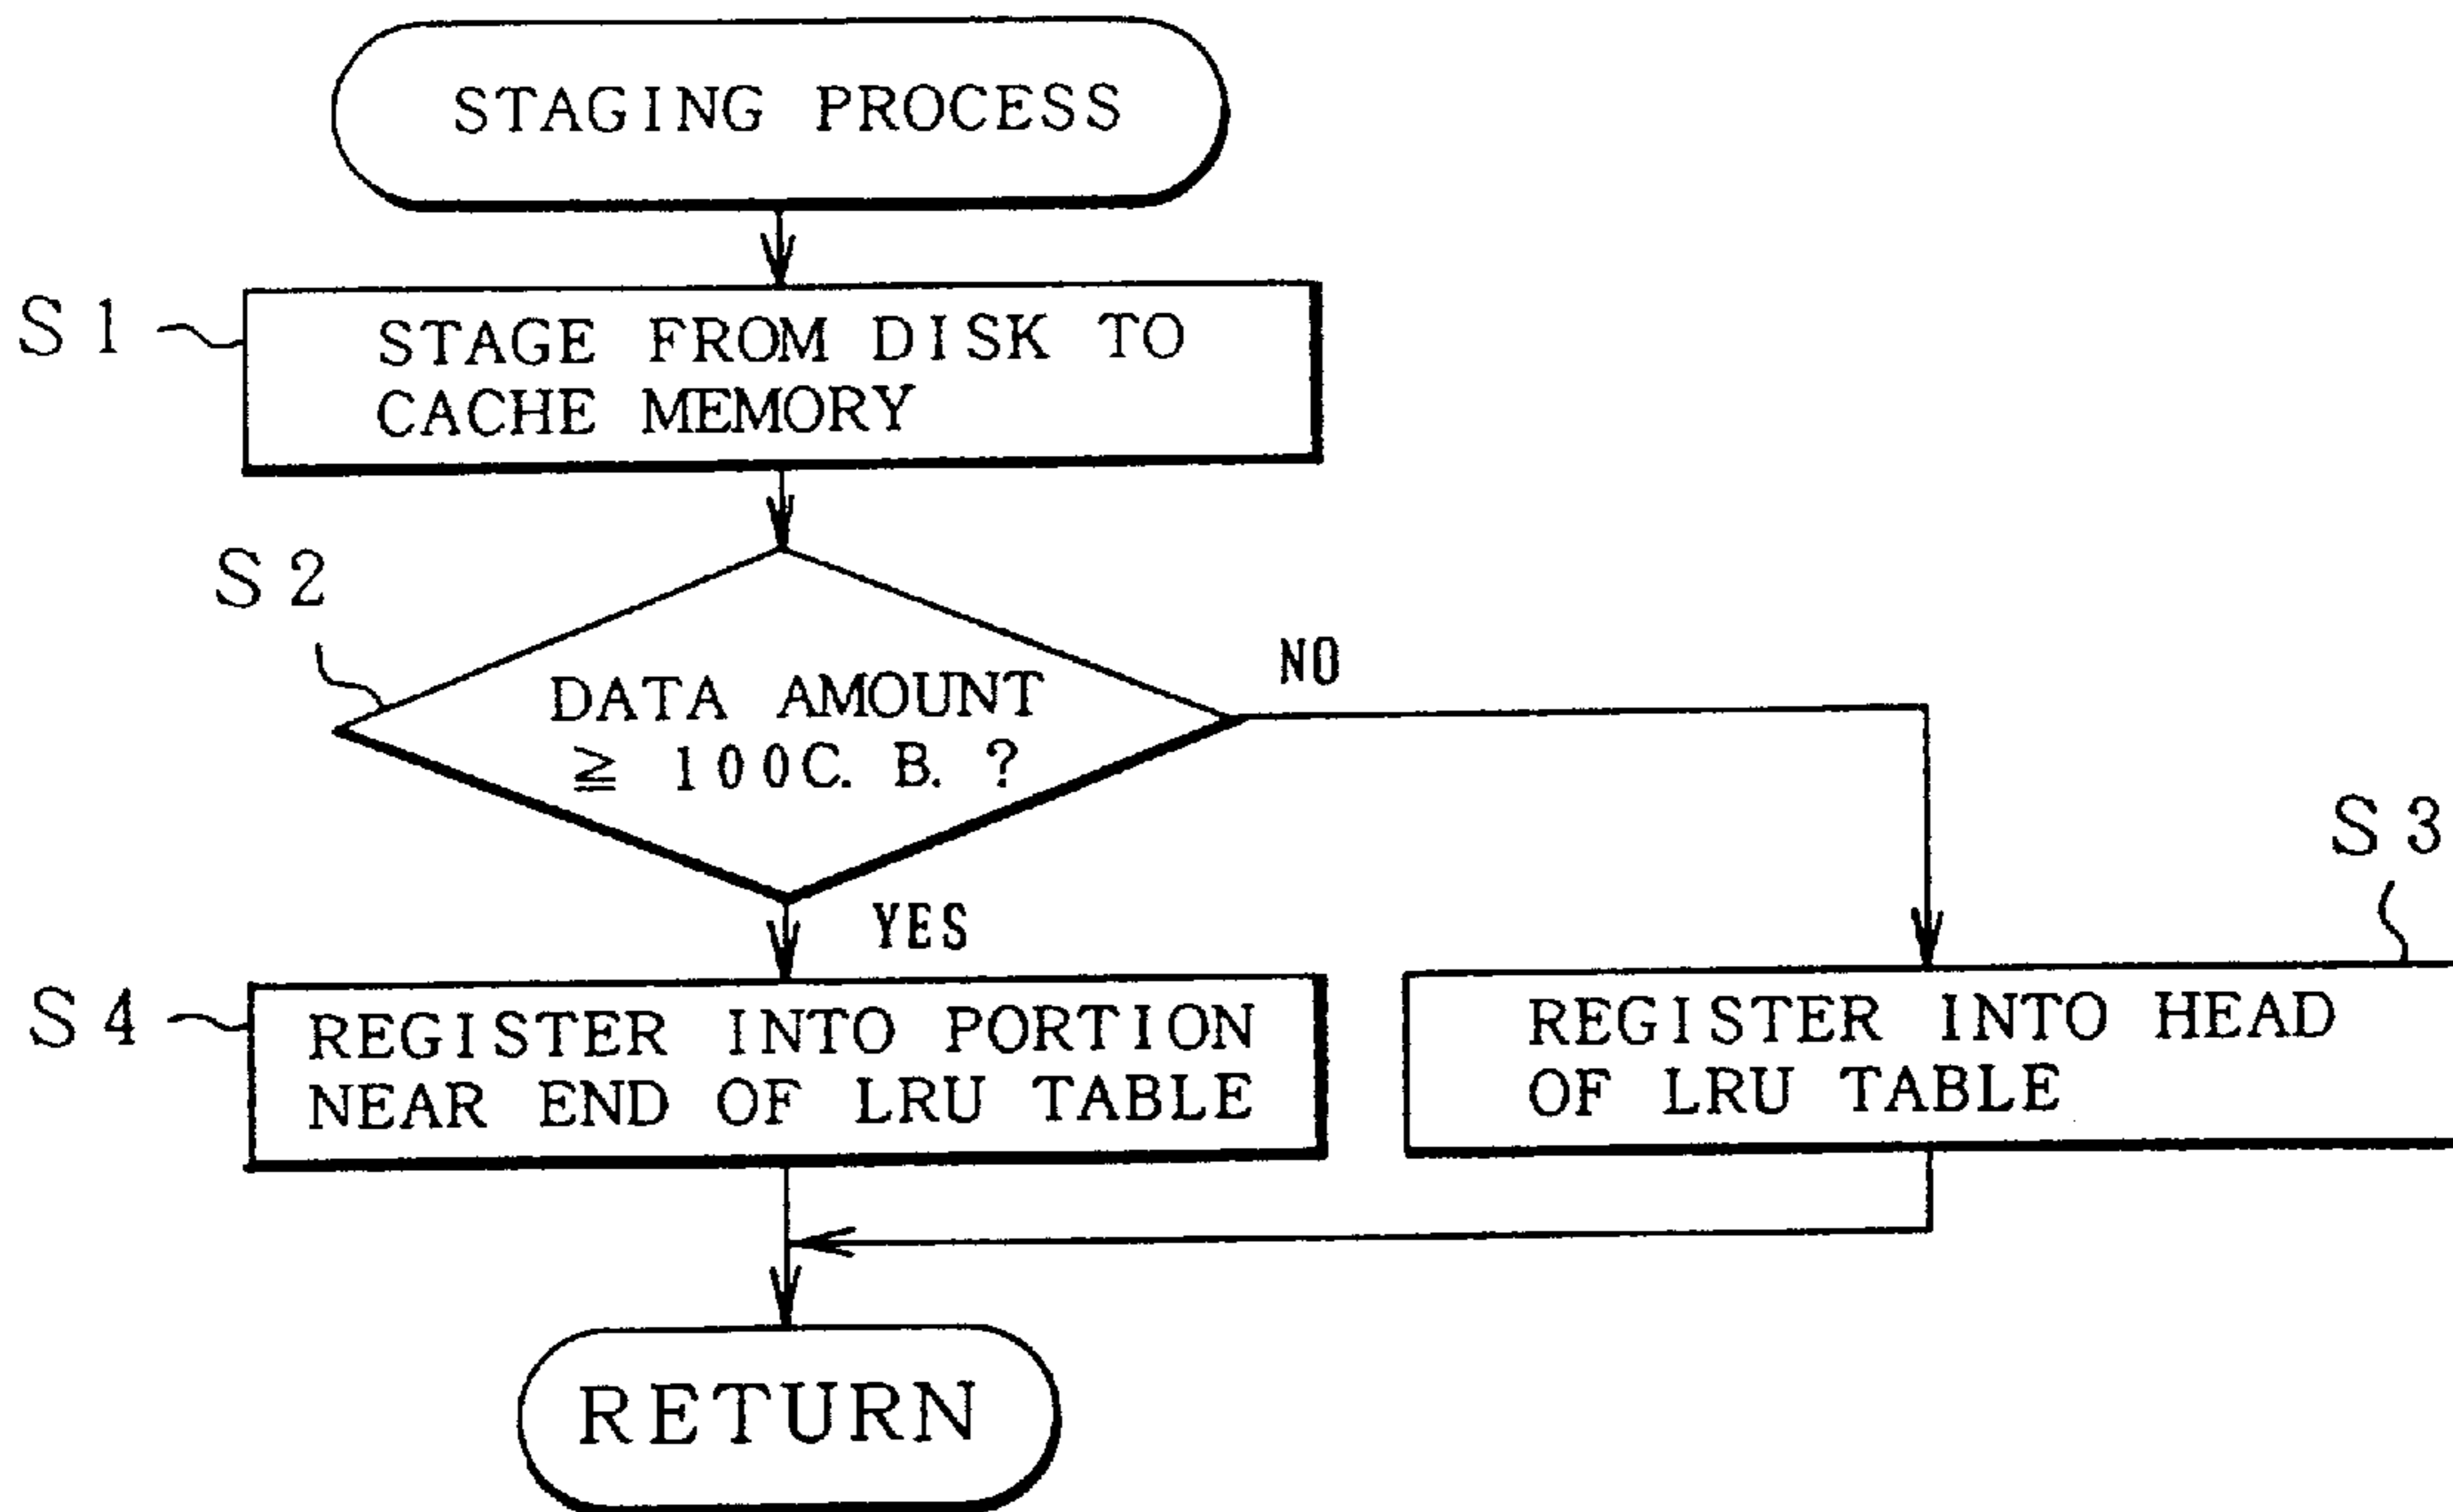 STAGING PROCESS
S1
STAGE FROM DISK TO
CACHE MEMORY
S2
DATA AMOUNT
≧ 100C. B. ?
NO
YES
S3
S4
REGISTER INTO PORTION
NEAR END OF LRU TABLE
REGISTER INTO HEAD
OF LRU TABLE
RETURN